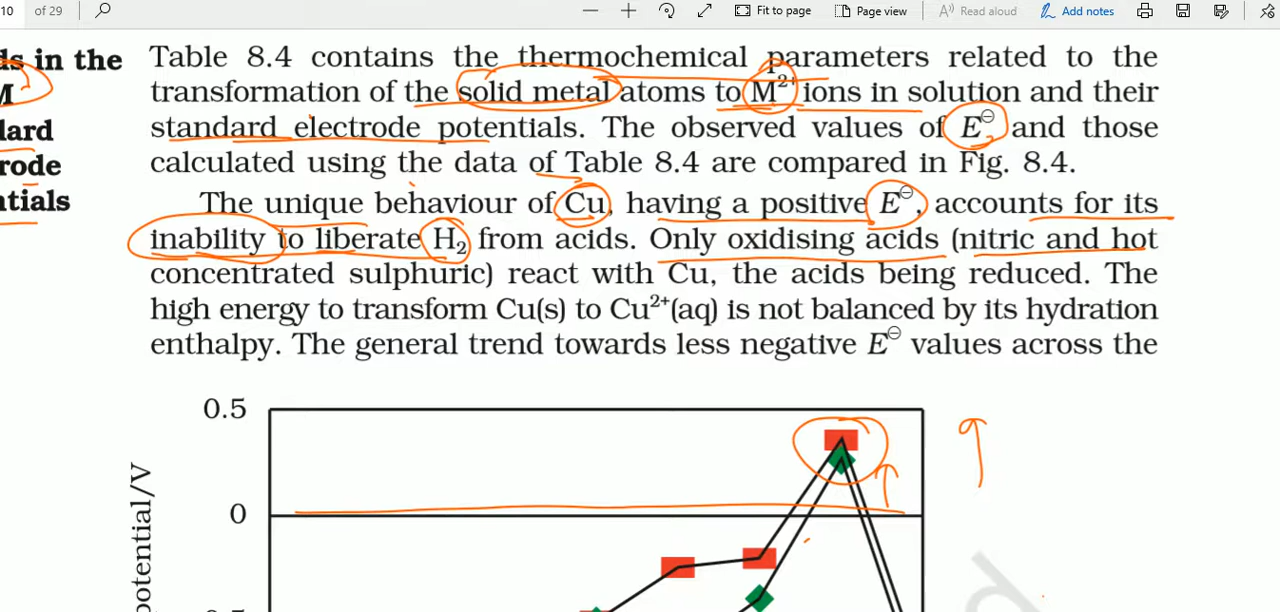 10 of 29
Fit to page
Page view
Read aloud
Add notes
ds in the
M
dard
rode
ntials
Table 8.4 contains the thermochemical parameters related to the
transformation of the solid metal atoms to M²⁺ ions in solution and their
standard electrode potentials. The observed values of E⊖ and those
calculated using the data of Table 8.4 are compared in Fig. 8.4.
The unique behaviour of Cu, having a positive E⊖, accounts for its
inability to liberate H₂ from acids. Only oxidising acids (nitric and hot
concentrated sulphuric) react with Cu, the acids being reduced. The
high energy to transform Cu(s) to Cu²⁺(aq) is not balanced by its hydration
enthalpy. The general trend towards less negative E⊖ values across the
0.5
0
potential/V